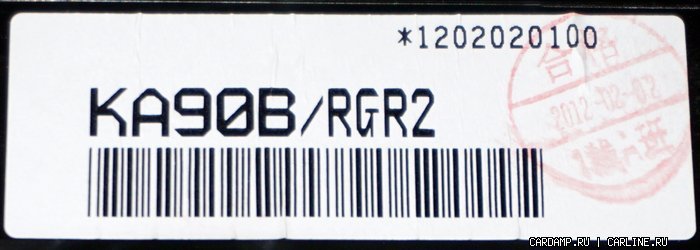 *1202020100
KA90B/RGR2
合格
2012-02-02
CARDAMP.RU | CARLINE.RU